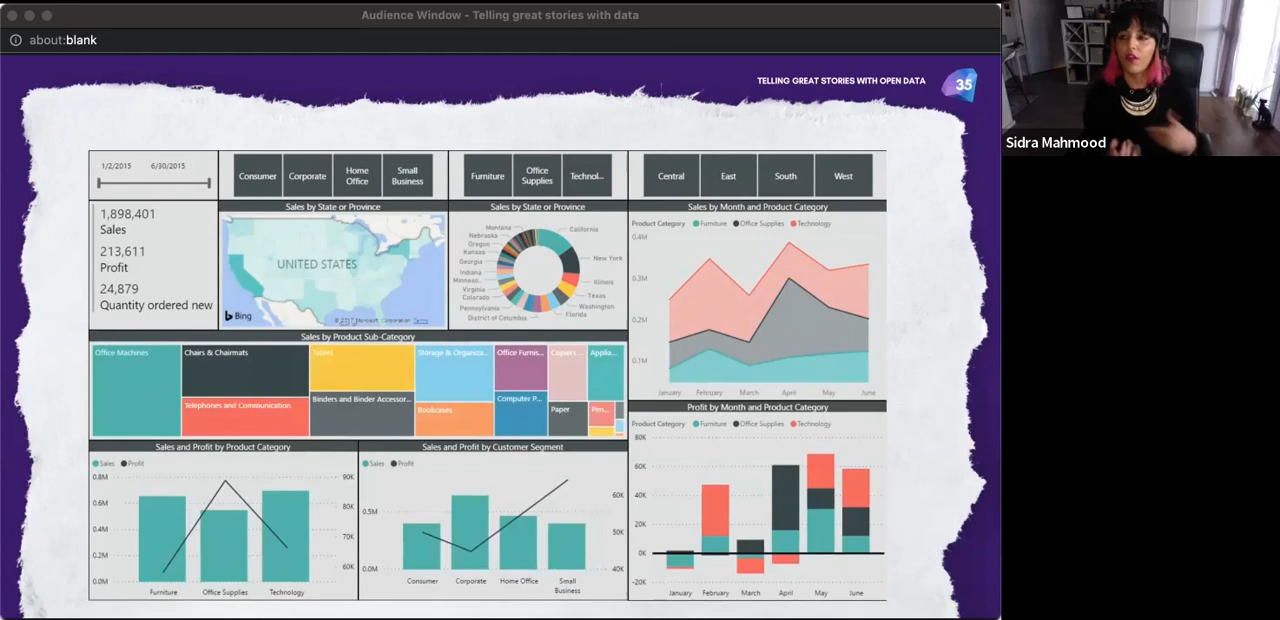 Audience Window - Telling great stories with data
about:blank
TELLING GREAT STORIES WITH OPEN DATA
35
Sidra Mahmood
1/2/2015 6/30/2015
Consumer Corporate Home Office Small Business
Furniture Office Supplies Technol...
Central East South West
1,898,401
Sales
213,611
Profit
24,879
Quantity ordered new
Sales by State or Province
UNITED STATES
Bing
© 2017 Microsoft Corporation Terms
Sales by State or Province
Montana
Nebraska
Oregon
Kansas
Georgia
Indiana
Minneso...
Virginia
Colorado
Pennsylvania
District of Columbia
California
New York
Illinois
Texas
Washington
Florida
Sales by Month and Product Category
Product Category Furniture Office Supplies Technology
0.4M
0.3M
0.2M
0.1M
January February March April May June
Sales by Product Sub-Category
Office Machines
Chairs & Chairmats
Telephones and Communication
Tables
Binders and Binder Accessor...
Storage & Organiza...
Bookcases
Office Furnis...
Computer P...
Copiers...
Paper
Applia...
Pen...
Profit by Month and Product Category
Product Category Furniture Office Supplies Technology
80K
60K
40K
20K
0K
-20K
January February March April May June
Sales and Profit by Product Category
Sales Profit
0.8M
0.6M
0.4M
0.2M
0.0M
90K
80K
70K
60K
Furniture Office Supplies Technology
Sales and Profit by Customer Segment
Sales Profit
0.5M
0.0M
60K
50K
40K
Consumer Corporate Home Office Small Business